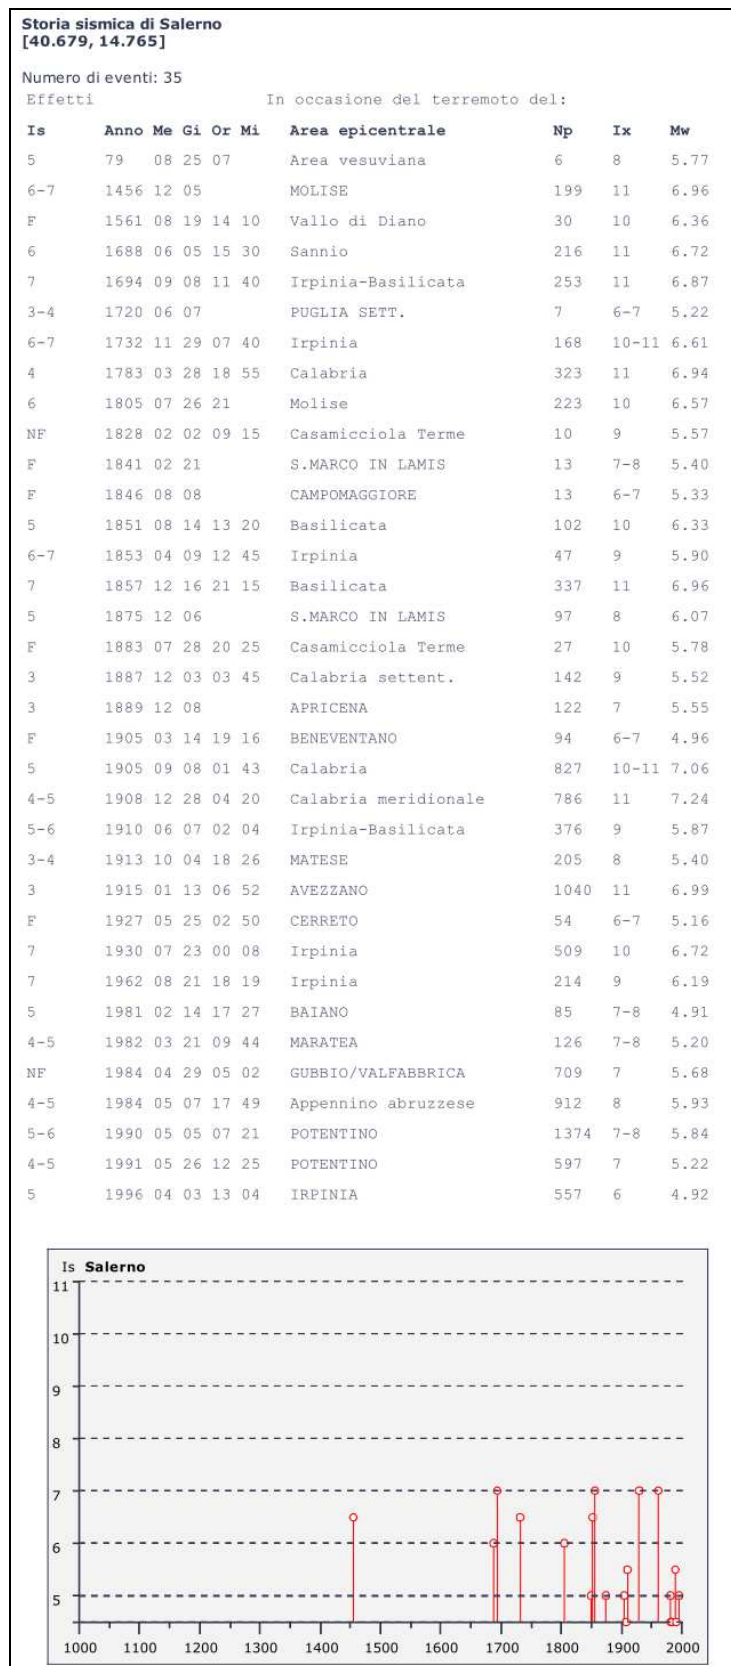 Storia sismica di Salerno
[40.679, 14.765]
Numero di eventi: 35
Effetti In occasione del terremoto del:
Is Anno Me Gi Or Mi Area epicentrale Np Ix Mw
5 79 08 25 07 Area vesuviana 6 8 5.77
6-7 1456 12 05 MOLISE 199 11 6.96
F 1561 08 19 14 10 Vallo di Diano 30 10 6.36
6 1688 06 05 15 30 Sannio 216 11 6.72
7 1694 09 08 11 40 Irpinia-Basilicata 253 11 6.87
3-4 1720 06 07 PUGLIA SETT. 7 6-7 5.22
6-7 1732 11 29 07 40 Irpinia 168 10-11 6.61
4 1783 03 28 18 55 Calabria 323 11 6.94
6 1805 07 26 21 Molise 223 10 6.57
NF 1828 02 02 09 15 Casamicciola Terme 10 9 5.57
F 1841 02 21 S.MARCO IN LAMIS 13 7-8 5.40
F 1846 08 08 CAMPOMAGGIORE 13 6-7 5.33
5 1851 08 14 13 20 Basilicata 102 10 6.33
6-7 1853 04 09 12 45 Irpinia 47 9 5.90
7 1857 12 16 21 15 Basilicata 337 11 6.96
5 1875 12 06 S.MARCO IN LAMIS 97 8 6.07
F 1883 07 28 20 25 Casamicciola Terme 27 10 5.78
3 1887 12 03 03 45 Calabria settent. 142 9 5.52
3 1889 12 08 APRICENA 122 7 5.55
F 1905 03 14 19 16 BENEVENTANO 94 6-7 4.96
5 1905 09 08 01 43 Calabria 827 10-11 7.06
4-5 1908 12 28 04 20 Calabria meridionale 786 11 7.24
5-6 1910 06 07 02 04 Irpinia-Basilicata 376 9 5.87
3-4 1913 10 04 18 26 MATESE 205 8 5.40
3 1915 01 13 06 52 AVEZZANO 1040 11 6.99
F 1927 05 25 02 50 CERRETO 54 6-7 5.16
7 1930 07 23 00 08 Irpinia 509 10 6.72
7 1962 08 21 18 19 Irpinia 214 9 6.19
5 1981 02 14 17 27 BAIANO 85 7-8 4.91
4-5 1982 03 21 09 44 MARATEA 126 7-8 5.20
NF 1984 04 29 05 02 GUBBIO/VALFABBRICA 709 7 5.68
4-5 1984 05 07 17 49 Appennino abruzzese 912 8 5.93
5-6 1990 05 05 07 21 POTENTINO 1374 7-8 5.84
4-5 1991 05 26 12 25 POTENTINO 597 7 5.22
5 1996 04 03 13 04 IRPINIA 557 6 4.92
Is Salerno
11
10
9
8
7
6
5
1000 1100 1200 1300 1400 1500 1600 1700 1800 1900 2000